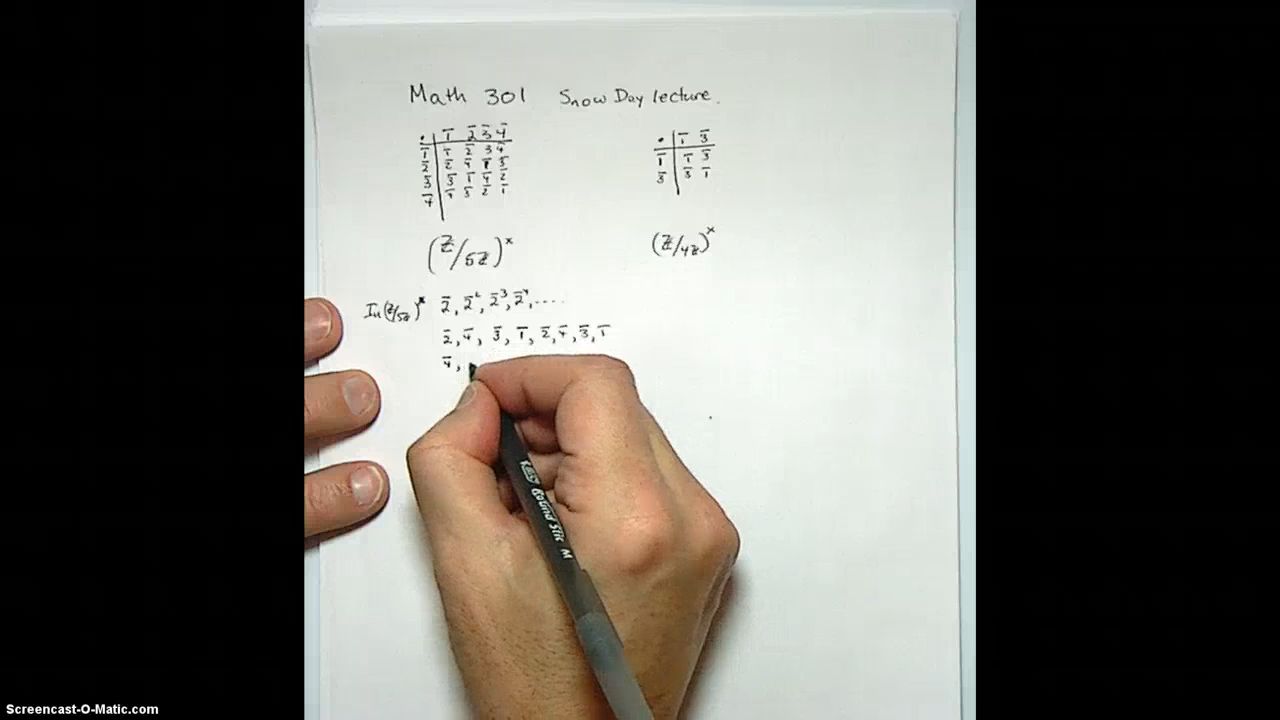 Math 301 Snow Day lecture.
· 1̄ 2̄ 3̄ 4̄
1̄ 1̄ 2̄ 3 4̄
2̄ 2̄ 4̄ 1̄ 3̄
3̄ 3̄ 1̄ 4̄ 2̄
4̄ 4̄ 3̄ 2̄ 1̄
(ℤ/5ℤ)ˣ
· 1̄ 3̄
1̄ 1̄ 3̄
3̄ 3̄ 1̄
(ℤ/4ℤ)ˣ
In (ℤ/5ℤ)ˣ 2̄, 2̄², 2̄³, 2̄⁴, ....
2̄, 4̄, 3̄, 1̄, 2̄, 4̄, 3̄, 1̄
4̄,
Round Stic M
Screencast-O-Matic.com